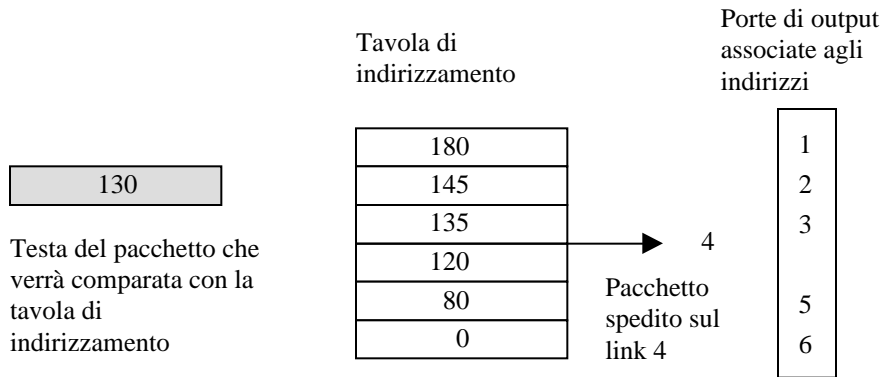 Porte di output
associate agli
indirizzi
Tavola di
indirizzamento
130
Testa del pacchetto che
verrà comparata con la
tavola di
indirizzamento
180
145
135
120
80
0
4
Pacchetto
spedito sul
link 4
1
2
3
5
6